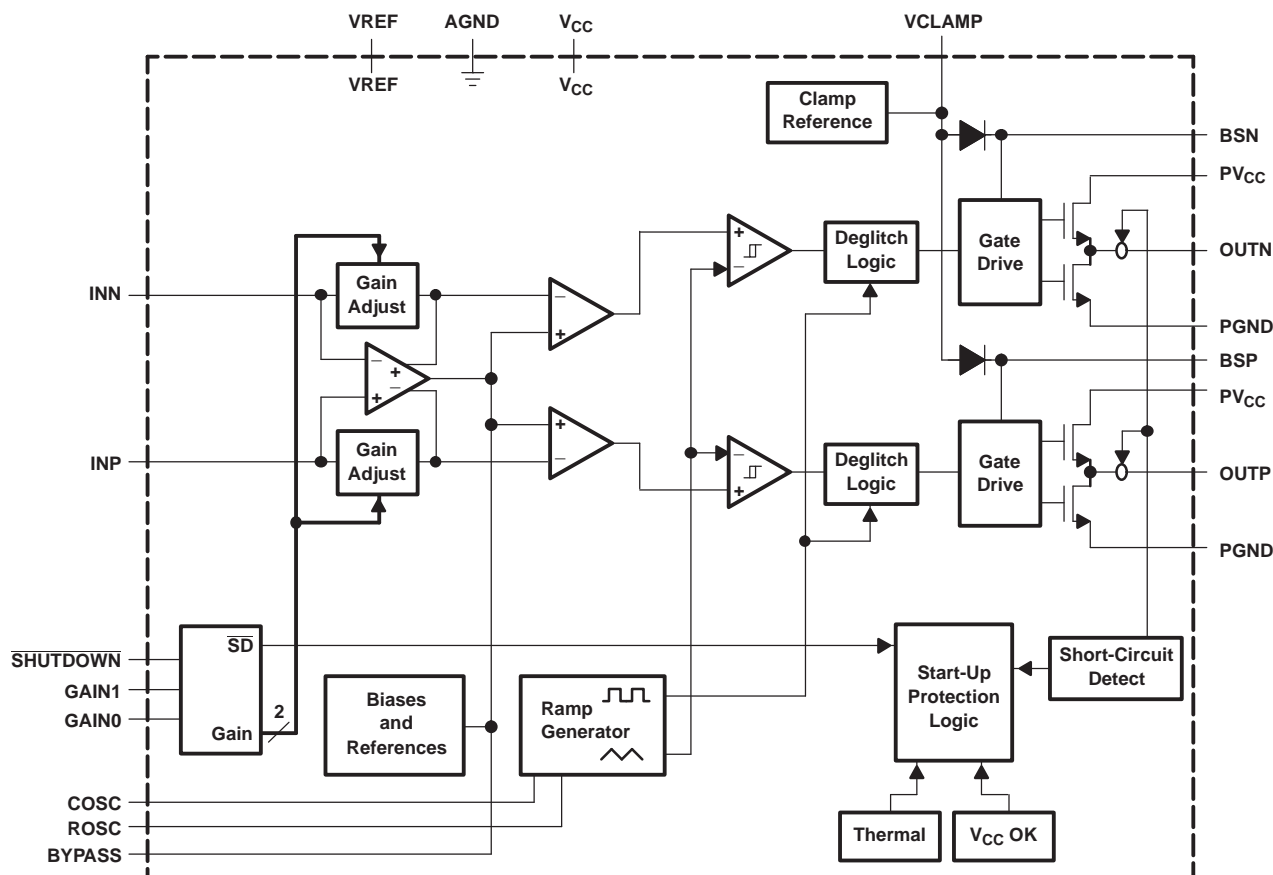 VREF AGND VCC VCLAMP
VREF VCC
Clamp
Reference
BSN
PVCC
+
−
Deglitch
Logic
Gate
Drive
OUTN
INN
Gain
Adjust
−
+
PGND
BSP
−
+
−
+
PVCC
+
−
INP
Gain
Adjust
−
+
Deglitch
Logic
Gate
Drive
OUTP
PGND
SHUTDOWN
SD
GAIN1
GAIN0
2
Gain
Biases
and
References
Ramp
Generator
Start-Up
Protection
Logic
Short-Circuit
Detect
COSC
ROSC
BYPASS
Thermal
VCC OK